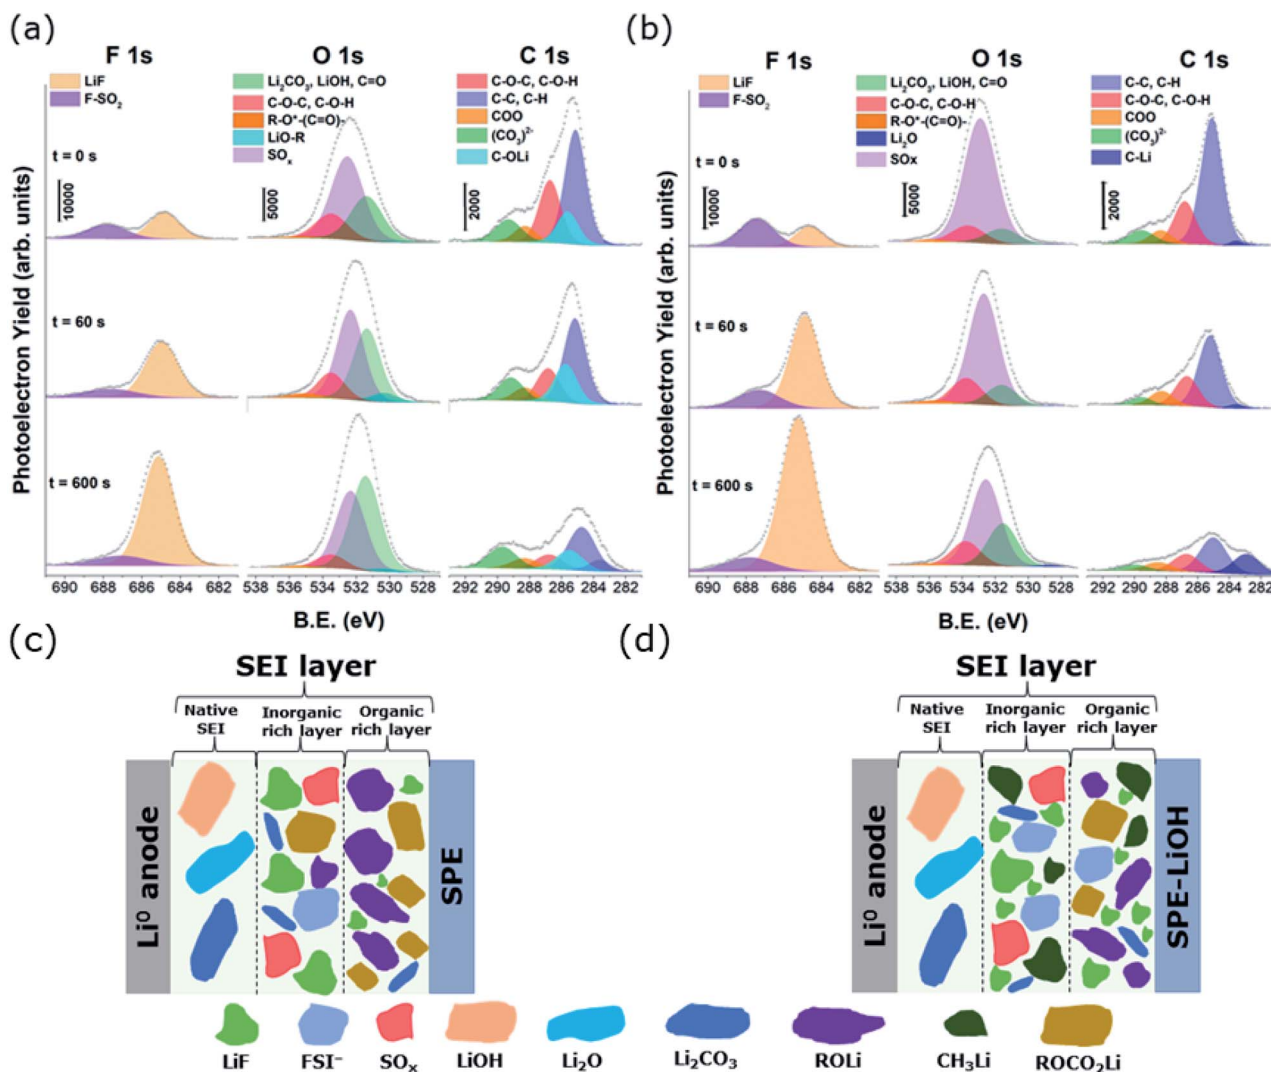 (a)
F 1s
O 1s
C 1s
LiF
F-SO₂
Li₂CO₃, LiOH, C=O
C-O-C, C-O-H
R-O*-(C=O)-
LiO-R
SOₓ
C-O-C, C-O-H
C-C, C-H
COO
(CO₃)²⁻
C-OLi
t = 0 s
10000
5000
2000
t = 60 s
t = 600 s
Photoelectron Yield (arb. units)
690 688 686 684 682
538 536 534 532 530 528
292 290 288 286 284 282
B.E. (eV)
(b)
F 1s
O 1s
C 1s
LiF
F-SO₂
Li₂CO₃, LiOH, C=O
C-O-C, C-O-H
R-O*-(C=O)-
Li₂O
SOx
C-C, C-H
C-O-C, C-O-H
COO
(CO₃)²⁻
C-Li
t = 0 s
10000
5000
2000
t = 60 s
t = 600 s
Photoelectron Yield (arb. units)
690 688 686 684 682
538 536 534 532 530 528
292 290 288 286 284 282
B.E. (eV)
(c)
SEI layer
Native
SEI
Inorganic
rich layer
Organic
rich layer
Li⁰ anode
SPE
(d)
SEI layer
Native
SEI
Inorganic
rich layer
Organic
rich layer
Li⁰ anode
SPE-LiOH
LiF
FSI⁻
SOₓ
LiOH
Li₂O
Li₂CO₃
ROLi
CH₃Li
ROCO₂Li